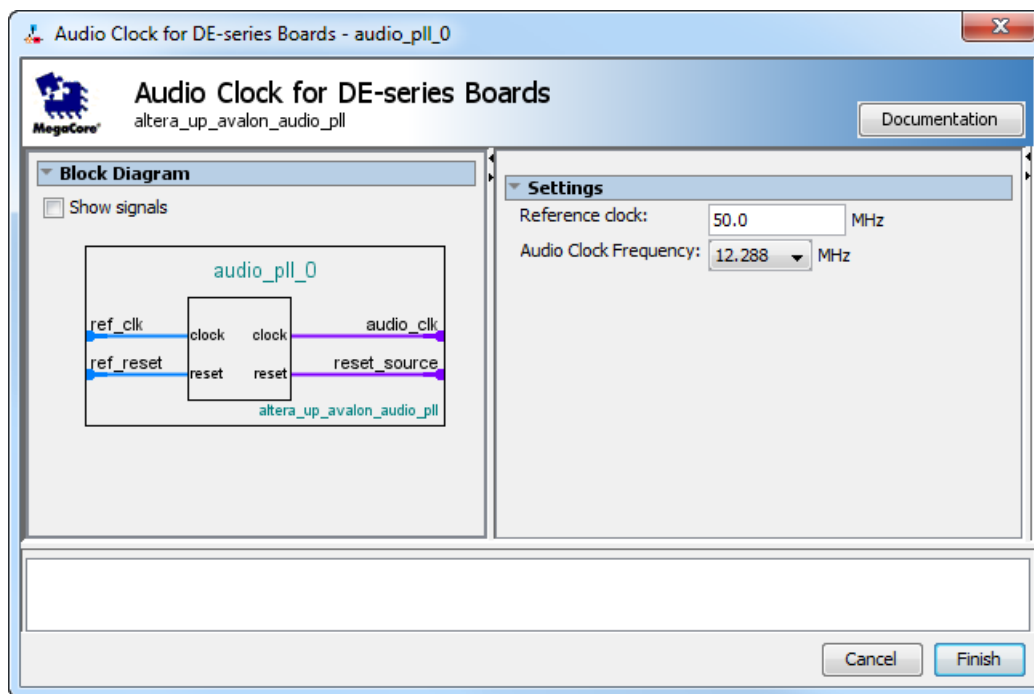 Audio Clock for DE-series Boards - audio_pll_0
MegaCore®
Audio Clock for DE-series Boards
altera_up_avalon_audio_pll
Documentation
Block Diagram
Show signals
audio_pll_0
ref_clk
clock
clock
audio_clk
ref_reset
reset
reset
reset_source
altera_up_avalon_audio_pll
Settings
Reference clock: 50.0 MHz
Audio Clock Frequency: 12.288 MHz
Cancel
Finish